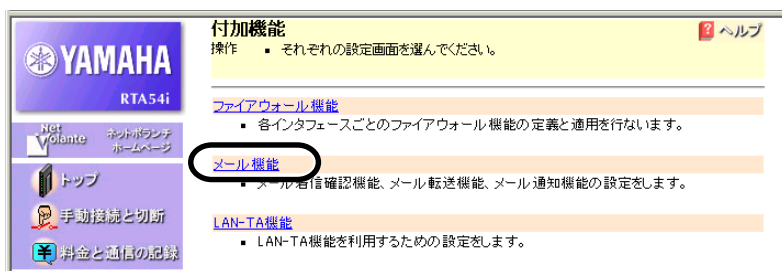 YAMAHA
RTA54i
Net Volante ネットボランチ
ホームページ
トップ
手動接続と切断
料金と通信の記録
付加機能
ヘルプ
操作 ▪ それぞれの設定画面を選んでください。
ファイアウォール機能
▪ 各インタフェースごとのファイアウォール機能の定義と適用を行ないます。
メール機能
▪ メール着信確認機能、メール転送機能、メール通知機能の設定をします。
LAN-TA機能
▪ LAN-TA機能を利用するための設定をします。